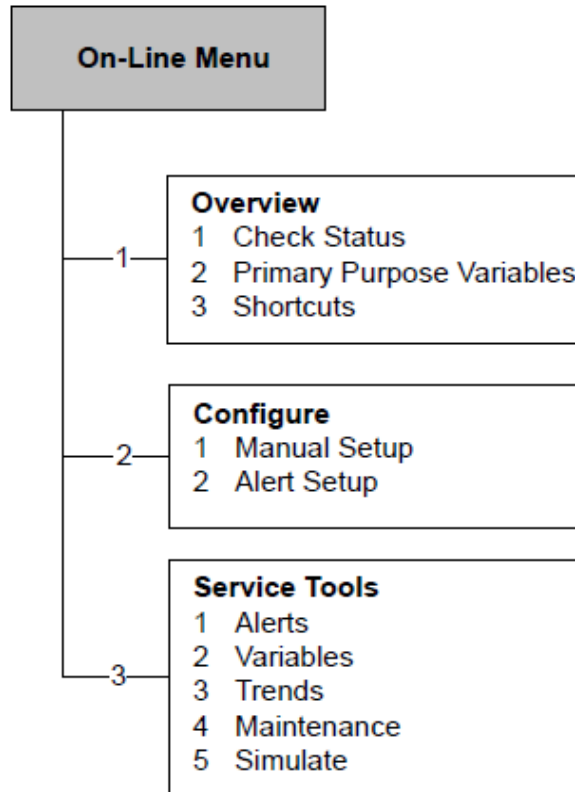 On-Line Menu
1
Overview
1 Check Status
2 Primary Purpose Variables
3 Shortcuts
2
Configure
1 Manual Setup
2 Alert Setup
3
Service Tools
1 Alerts
2 Variables
3 Trends
4 Maintenance
5 Simulate